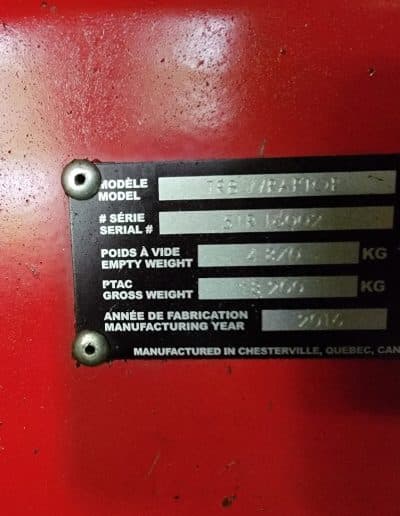 MODÈLE
MODEL
# SÉRIE
SERIAL #
POIDS À VIDE
EMPTY WEIGHT
KG
PTAC
GROSS WEIGHT
KG
ANNÉE DE FABRICATION
MANUFACTURING YEAR
2016
MANUFACTURED IN CHESTERVILLE, QUEBEC, CAN